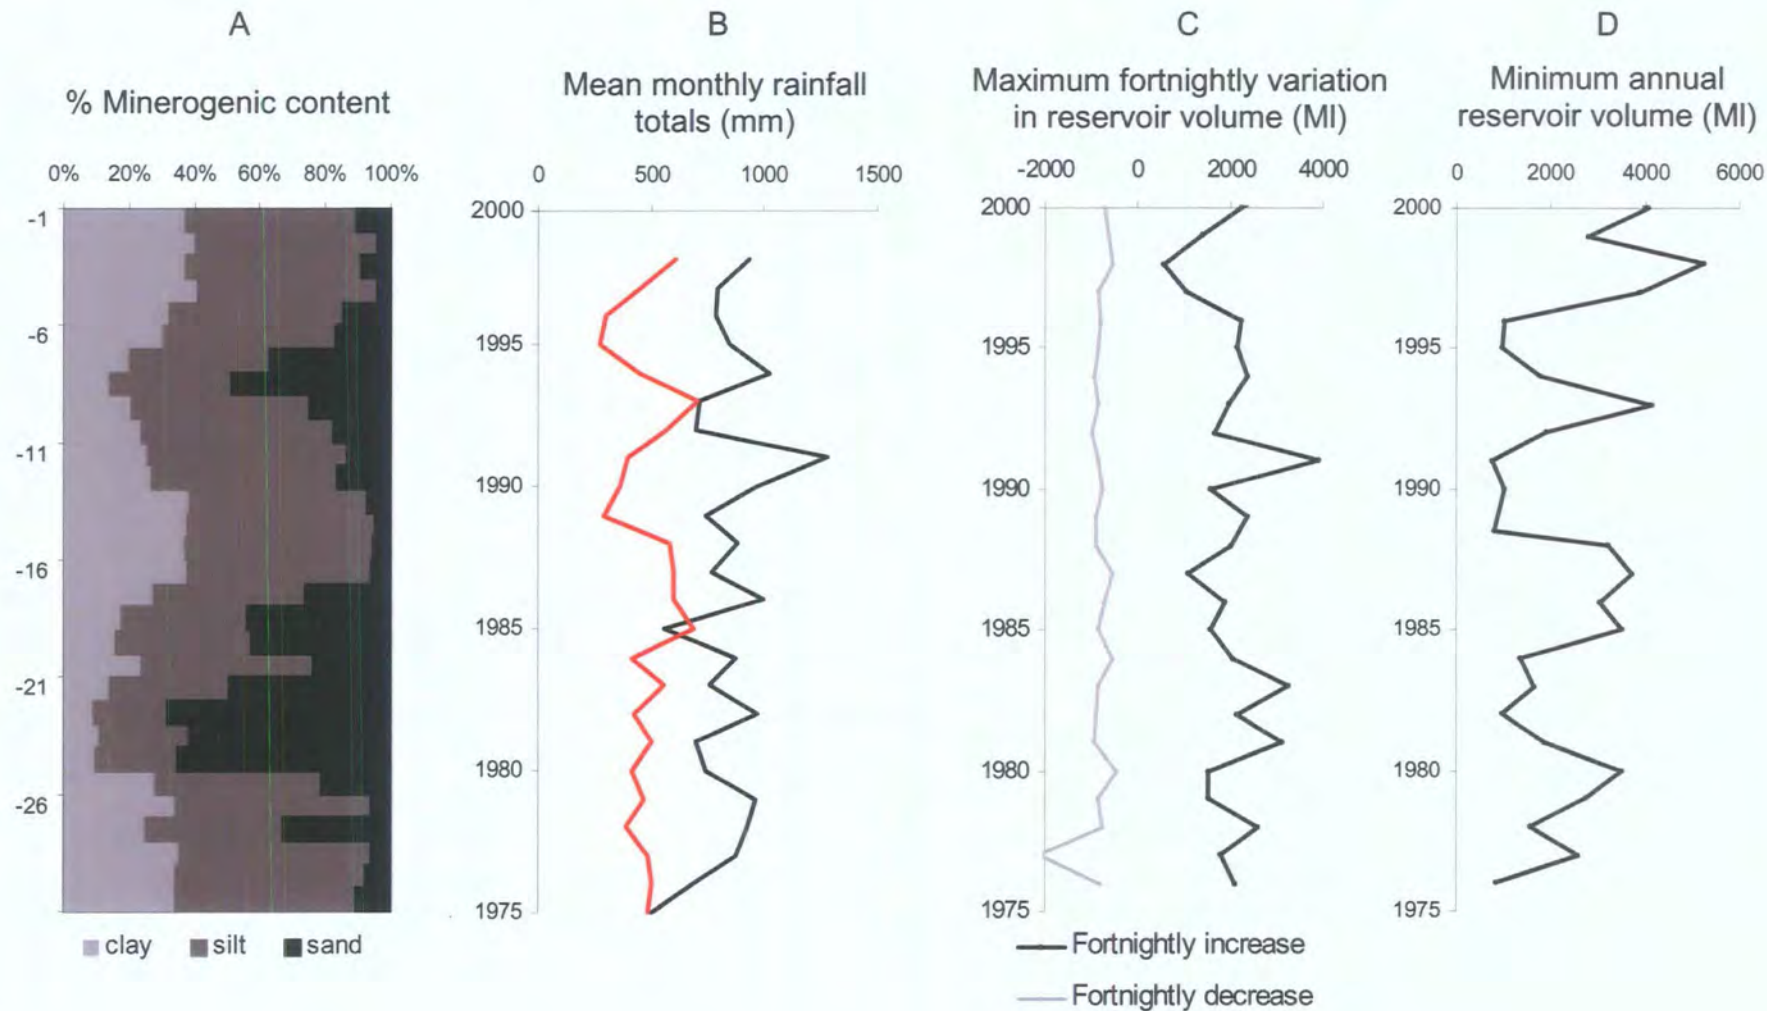 A
% Minerogenic content
0% 20% 40% 60% 80% 100%
-1
-6
-11
-16
-21
-26
clay silt sand
B
Mean monthly rainfall
totals (mm)
0 500 1000 1500
2000
1995
1990
1985
1980
1975
C
Maximum fortnightly variation
in reservoir volume (Ml)
-2000 0 2000 4000
2000
1995
1990
1985
1980
1975
Fortnightly increase
Fortnightly decrease
D
Minimum annual
reservoir volume (Ml)
0 2000 4000 6000
2000
1995
1990
1985
1980
1975